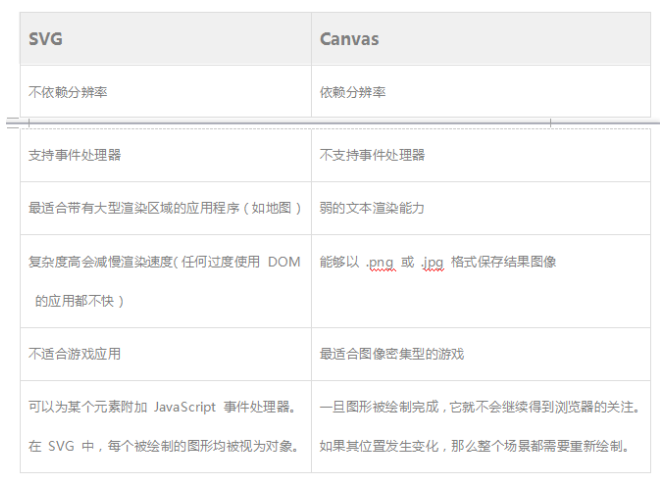 SVG
Canvas
不依赖分辨率
依赖分辨率
支持事件处理器
不支持事件处理器
最适合带有大型渲染区域的应用程序（如地图）
弱的文本渲染能力
复杂度高会减慢渲染速度（任何过度使用 DOM
的应用都不快）
能够以 .png 或 .jpg 格式保存结果图像
不适合游戏应用
最适合图像密集型的游戏
可以为某个元素附加 JavaScript 事件处理器。
在 SVG 中，每个被绘制的图形均被视为对象。
一旦图形被绘制完成，它就不会继续得到浏览器的关注。
如果其位置发生变化，那么整个场景都需要重新绘制。